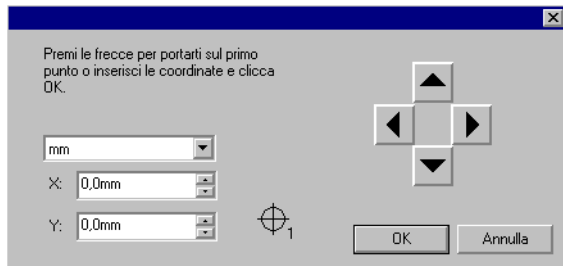 Premi le frecce per portarti sul primo
punto o inserisci le coordinate e clicca
OK.
mm
X: 0,0mm
Y: 0,0mm
1
OK Annulla